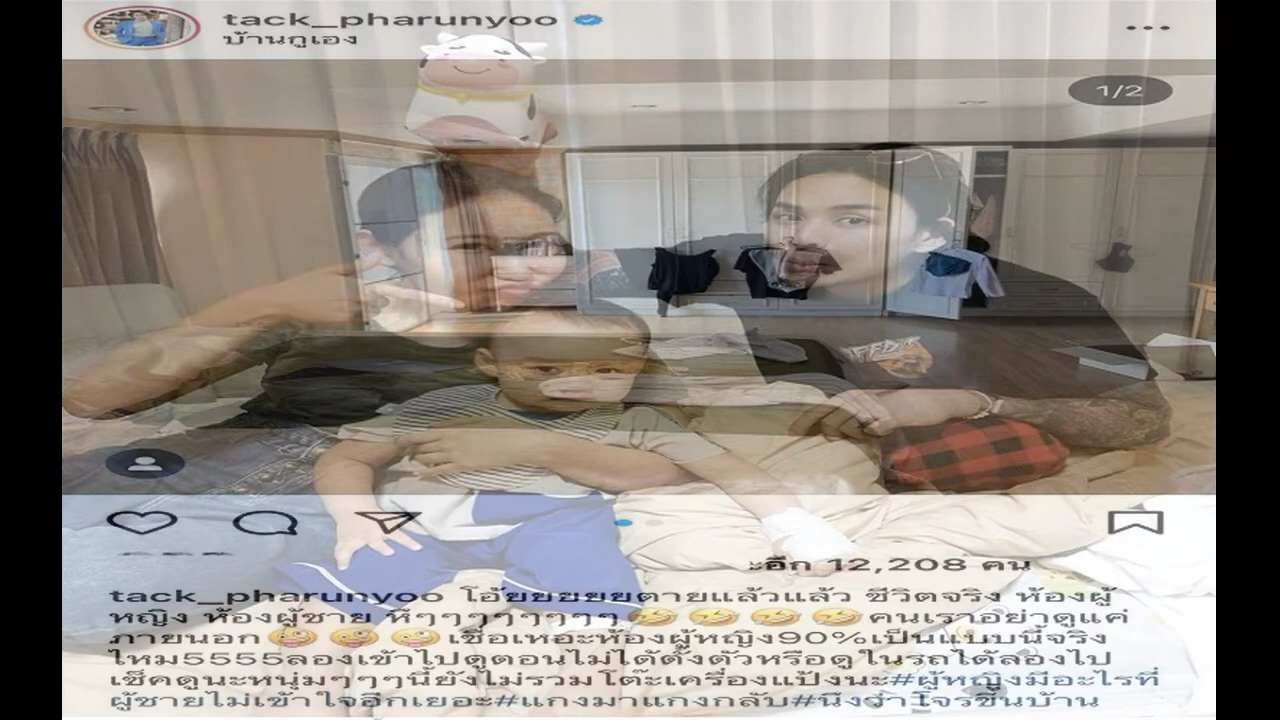 tack_pharunyoo
บ้านกูเอง
1/2
อีก 12,208 คน
tack_pharunyoo โอ้ยยยยยยตายแล้วแล้ว ชีวิตจริง ห้องผู้
หญิง ห้องผู้ชาย หึๆๆๆๆๆๆๆๆๆ🤣🤣🤣🤣คนเราอย่าดูแค่
ภายนอก🤪🤪🤪เชื่อเหอะห้องผู้หญิง90%เป็นแบบนี้จริง
ไหม5555ลองเข้าไปดูตอนไม่ได้ตั้งตัวหรือดูในรถได้ลองไป
เช็คดูนะหนุ่มๆๆๆนี่ยังไม่รวมโต๊ะเครื่องแป้งนะ#ผู้หญิงมีอะไรที่
ผู้ชายไม่เข้าใจอีกเยอะ#แกงมาแกงกลับ#นึงว่าโจรขึ้นบ้าน